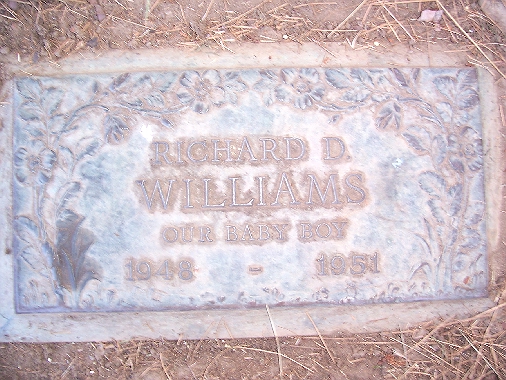 RICHARD D.
WILLIAMS
OUR BABY BOY
1948 - 1951